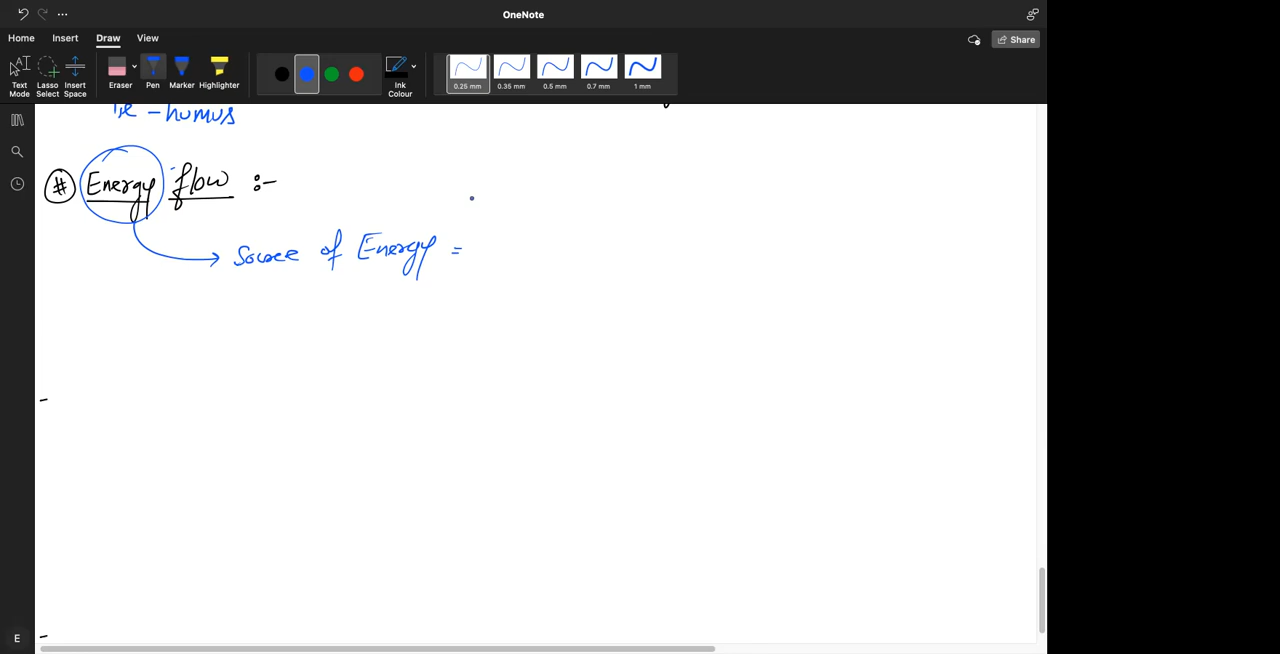 OneNote
Home Insert Draw View
Share
Text Mode
Lasso Select
Insert Space
Eraser
Pen
Marker
Highlighter
Ink Colour
0.25 mm
0.35 mm
0.5 mm
0.7 mm
1 mm
- humus
# Energy flow :-
Source of Energy =
E